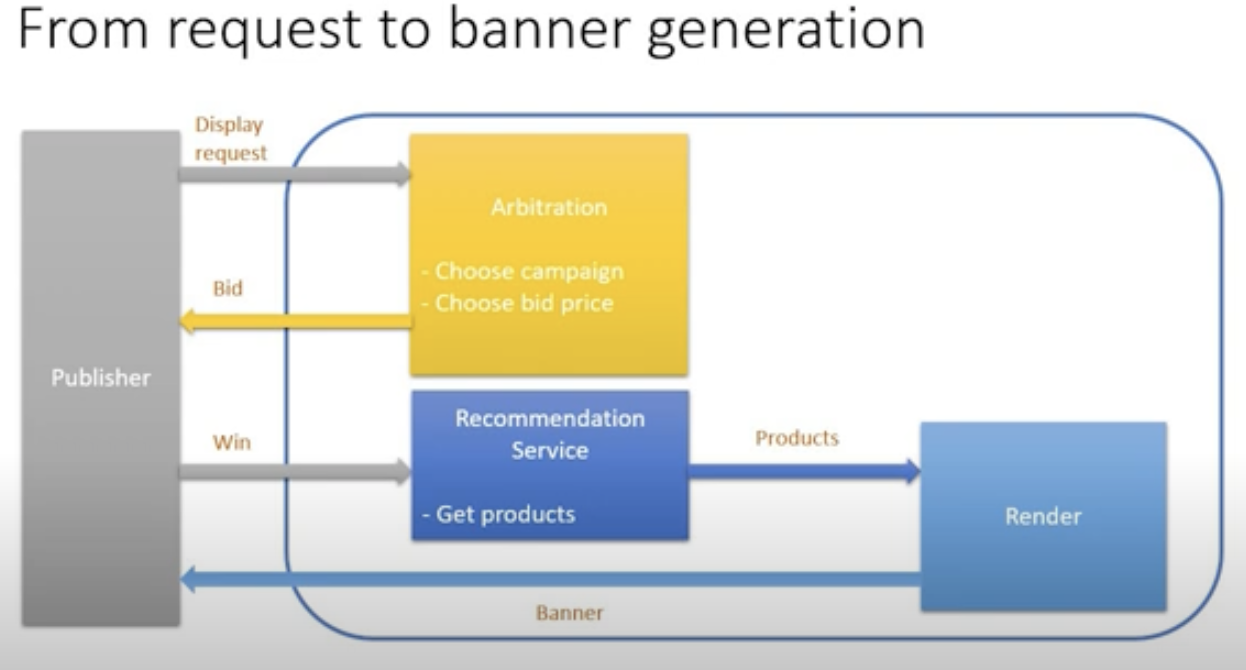 From request to banner generation
Display
request
Arbitration
- Choose campaign
- Choose bid price
Bid
Publisher
Recommendation
Service
- Get products
Win
Products
Render
Banner